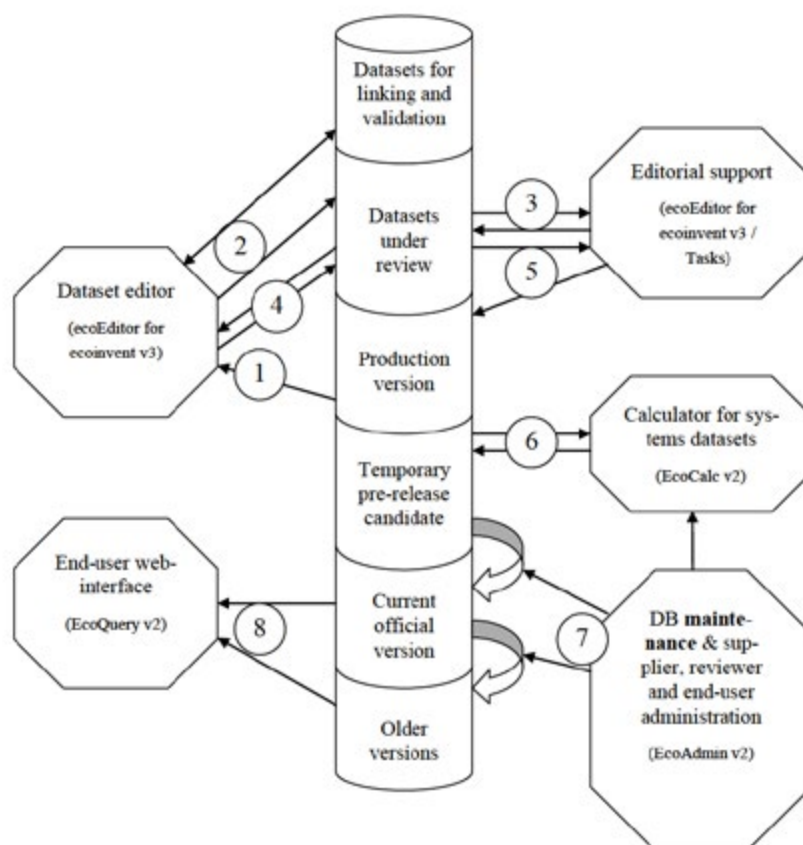 Datasets for
linking and
validation
Datasets
under
review
Production
version
Temporary
pre-release
candidate
Current
official
version
Older
versions
Dataset editor
(ecoEditor for
ecoinvent v3)
End-user web-
interface
(EcoQuery v2)
Editorial support
(ecoEditor for
ecoinvent v3 /
Tasks)
Calculator for sys-
tems datasets
(EcoCalc v2)
DB mainte-
nance & sup-
plier, reviewer
and end-user
administration
(EcoAdmin v2)
1
2
3
4
5
6
7
8